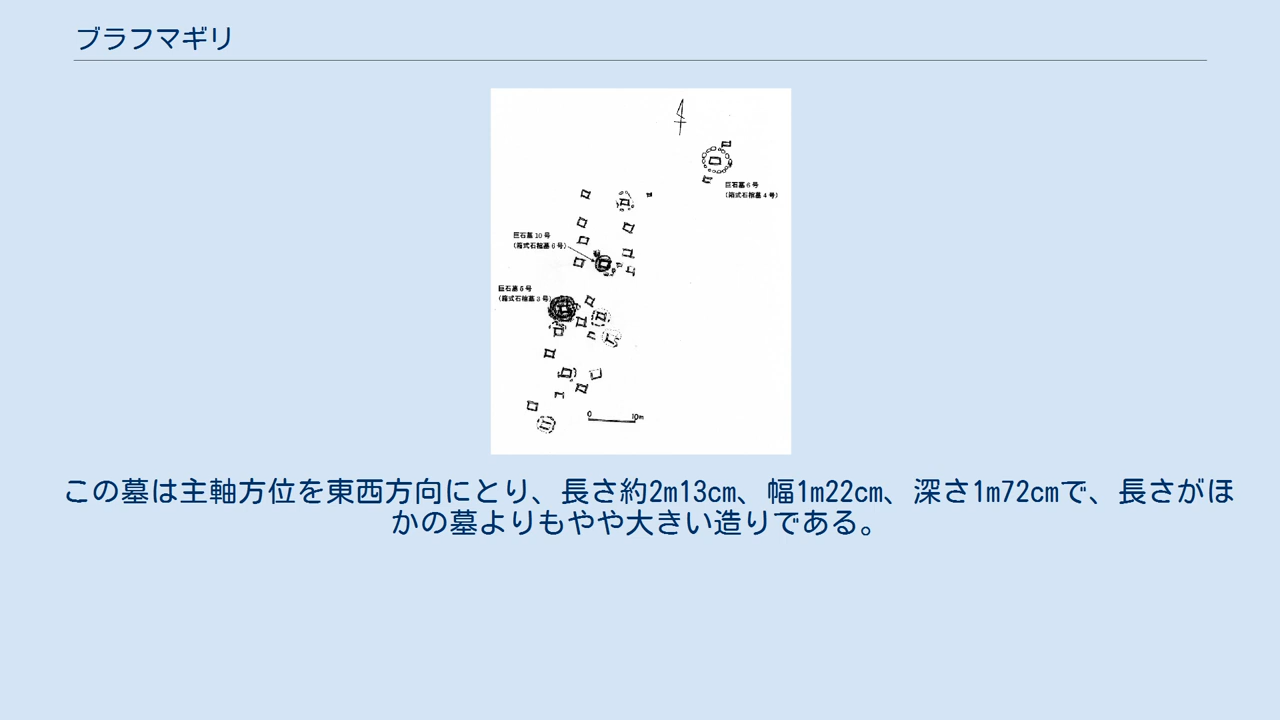 ブラフマギリ
巨石墓6号
(箱式石棺墓4号)
巨石墓10号
(箱式石棺墓6号)
巨石墓5号
(箱式石棺墓3号)
0 10m
この墓は主軸方位を東西方向にとり、長さ約2m13cm、幅1m22cm、深さ1m72cmで、長さがほ
かの墓よりもやや大きい造りである。